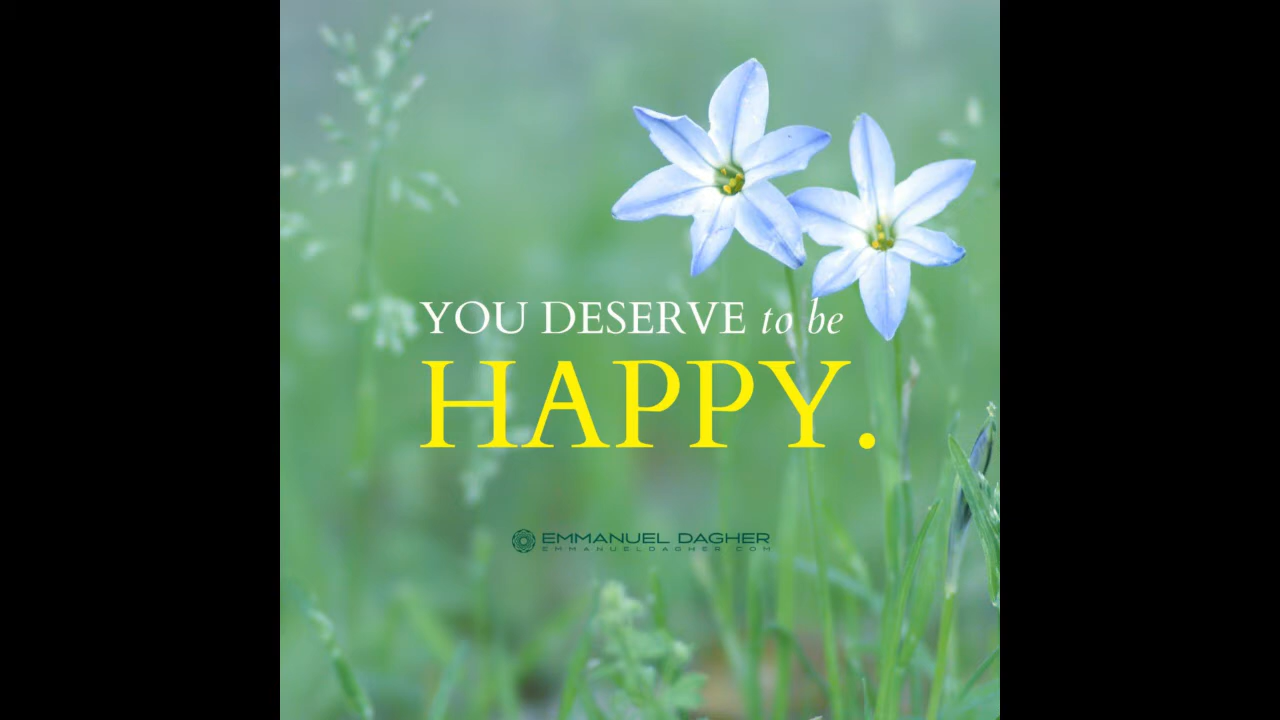 YOU DESERVE to be
HAPPY.
EMMANUEL DAGHER
EMMANUELDAGHER.COM